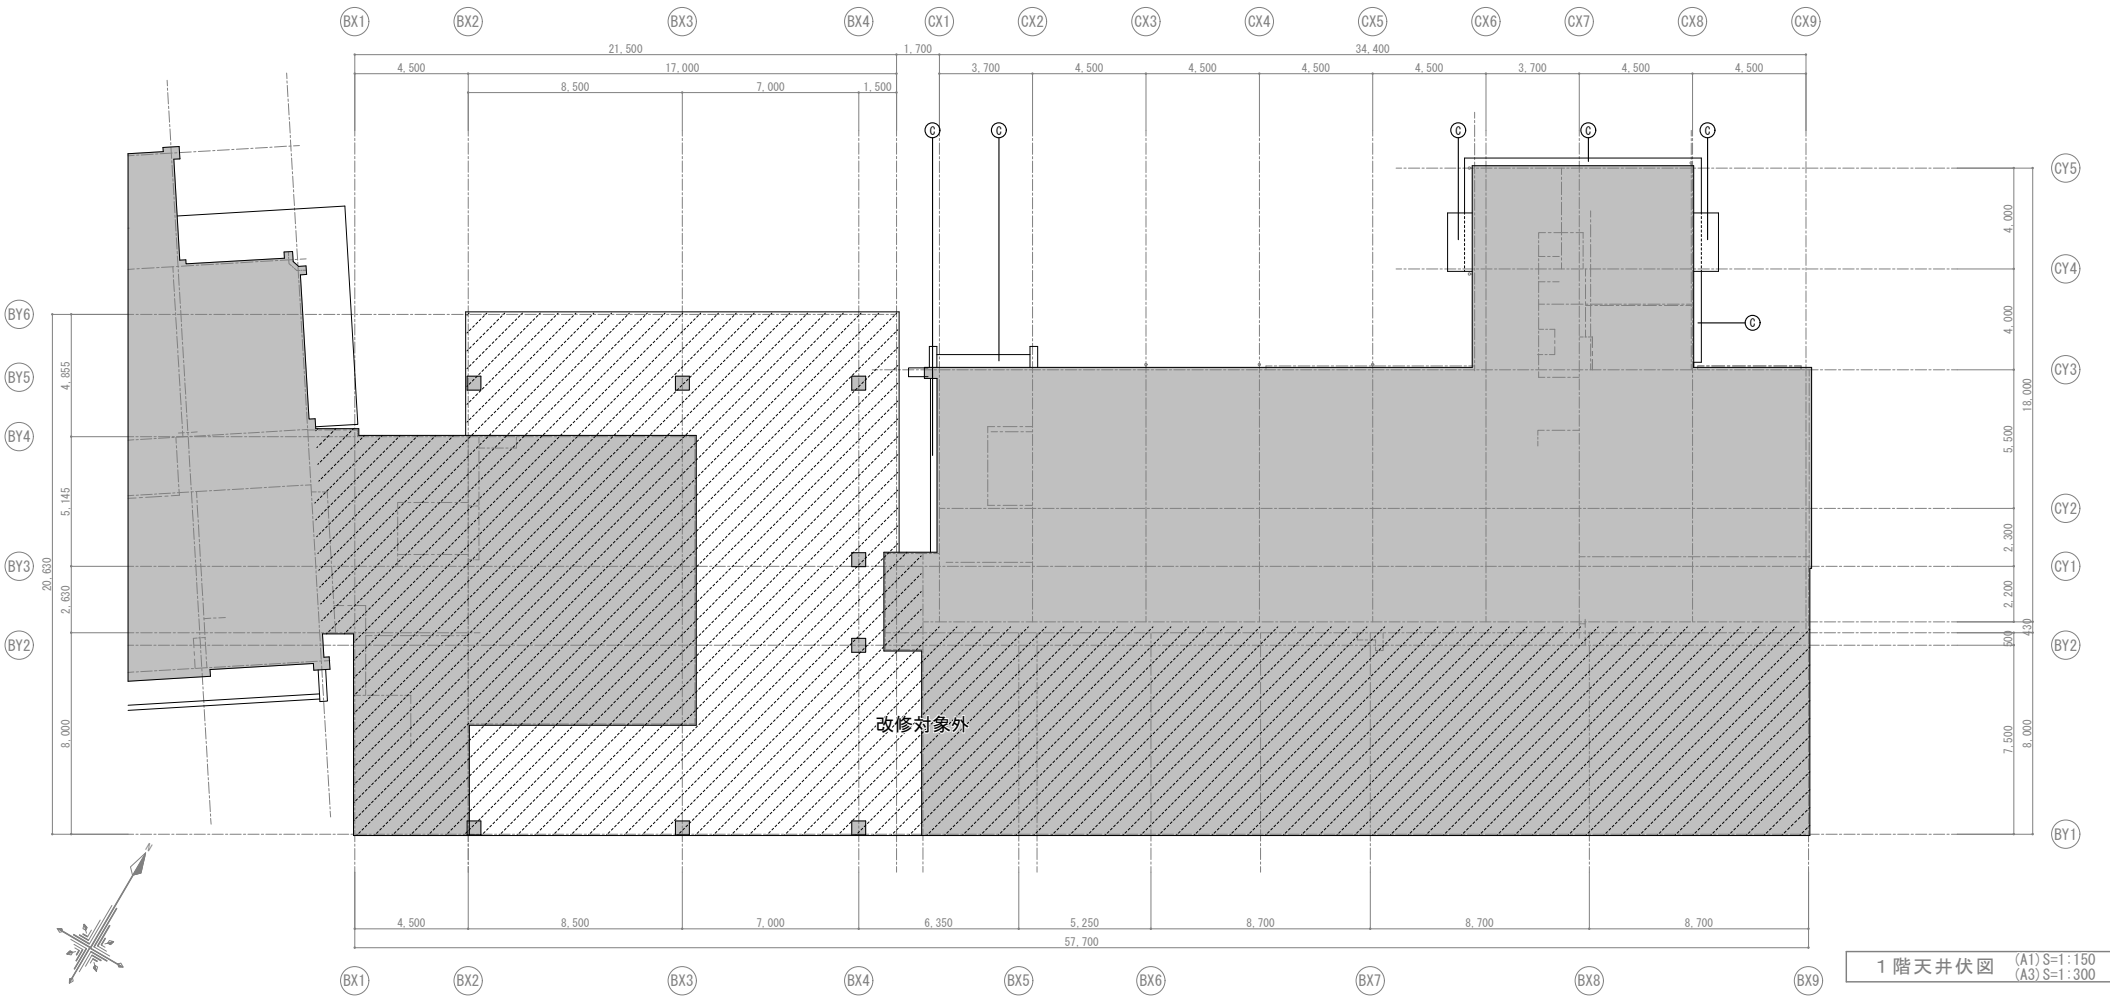 BX1 BX2 BX3 BX4 CX1 CX2 CX3 CX4 CX5 CX6 CX7 CX8 CX9
21,500 1,700 34,400
4,500 17,000 3,700 4,500 4,500 4,500 4,500 3,700 4,500 4,500
8,500 7,000 1,500
C C C C C
CY5
4,000
CY4
BY6
4,000
C
4,855
BY5
CY3
18,000
BY4
5,500
5,145
CY2
2,300
BY3
CY1
20,630
2,630
2,200
430
500
BY2
BY2
改修対象外
8,000
7,500
8,000
BY1
N
4,500 8,500 7,000 6,350 5,250 8,700 8,700 8,700
57,700
BX1 BX2 BX3 BX4 BX5 BX6 BX7 BX8 BX9
1階天井伏図
(A1)S=1:150
(A3)S=1:300